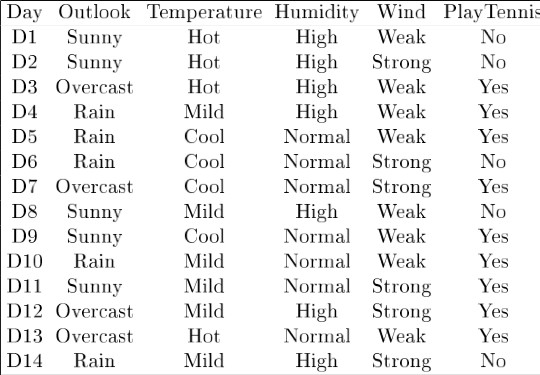 Day Outlook Temperature Humidity Wind PlayTennis
D1 Sunny Hot High Weak No
D2 Sunny Hot High Strong No
D3 Overcast Hot High Weak Yes
D4 Rain Mild High Weak Yes
D5 Rain Cool Normal Weak Yes
D6 Rain Cool Normal Strong No
D7 Overcast Cool Normal Strong Yes
D8 Sunny Mild High Weak No
D9 Sunny Cool Normal Weak Yes
D10 Rain Mild Normal Weak Yes
D11 Sunny Mild Normal Strong Yes
D12 Overcast Mild High Strong Yes
D13 Overcast Hot Normal Weak Yes
D14 Rain Mild High Strong No